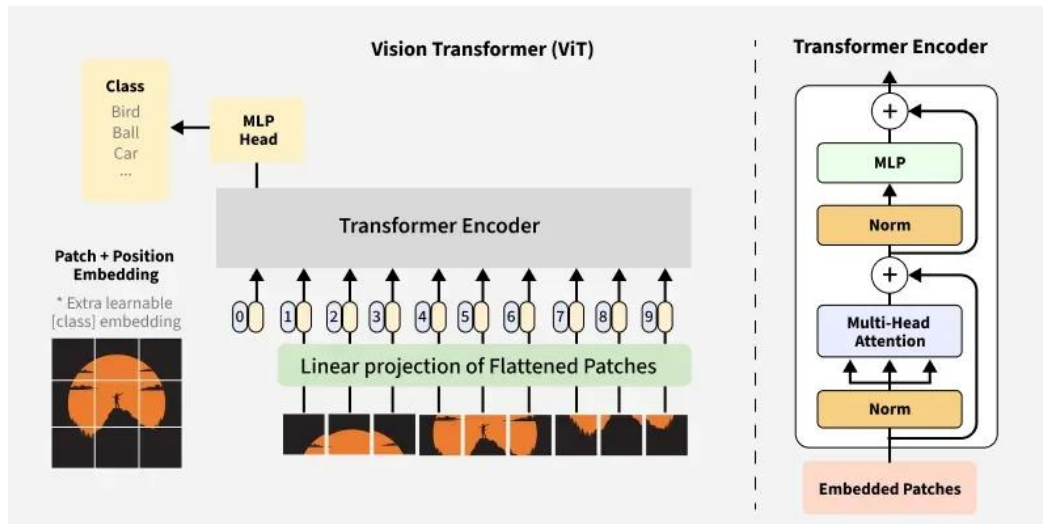 Vision Transformer (ViT)
Class
Bird
Ball
Car
...
MLP
Head
Transformer Encoder
Patch + Position
Embedding
* Extra learnable
[class] embedding
0
1
2
3
4
5
6
7
8
9
Linear projection of Flattened Patches
Transformer Encoder
+
MLP
Norm
+
Multi-Head
Attention
Norm
Embedded Patches